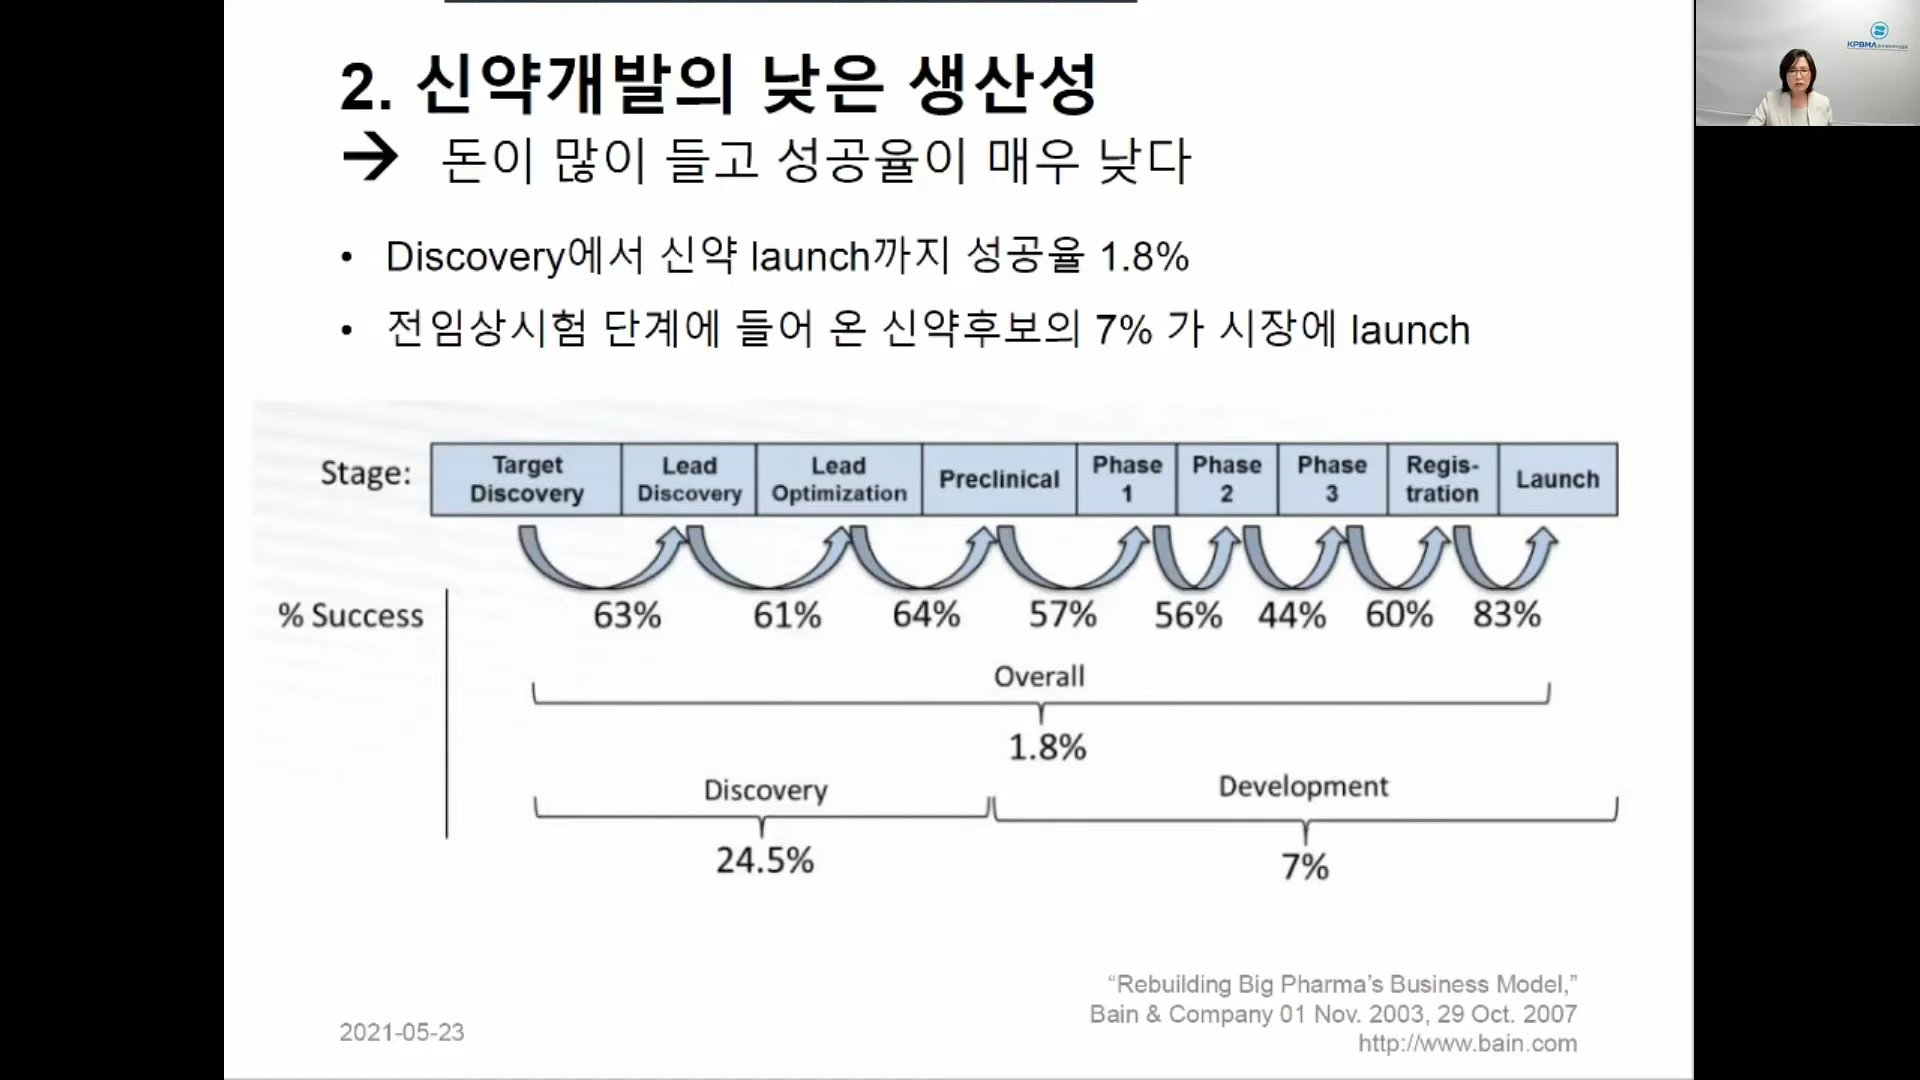 2. 신약개발의 낮은 생산성
→ 돈이 많이 들고 성공율이 매우 낮다
• Discovery에서 신약 launch까지 성공율 1.8%
• 전임상시험 단계에 들어 온 신약후보의 7% 가 시장에 launch
Stage:
Target
Discovery
Lead
Discovery
Lead
Optimization
Preclinical
Phase
1
Phase
2
Phase
3
Regis-
tration
Launch
% Success
63% 61% 64% 57% 56% 44% 60% 83%
Overall
1.8%
Discovery
24.5%
Development
7%
“Rebuilding Big Pharma’s Business Model,”
Bain & Company 01 Nov. 2003, 29 Oct. 2007
http://www.bain.com
2021-05-23
KPBMA